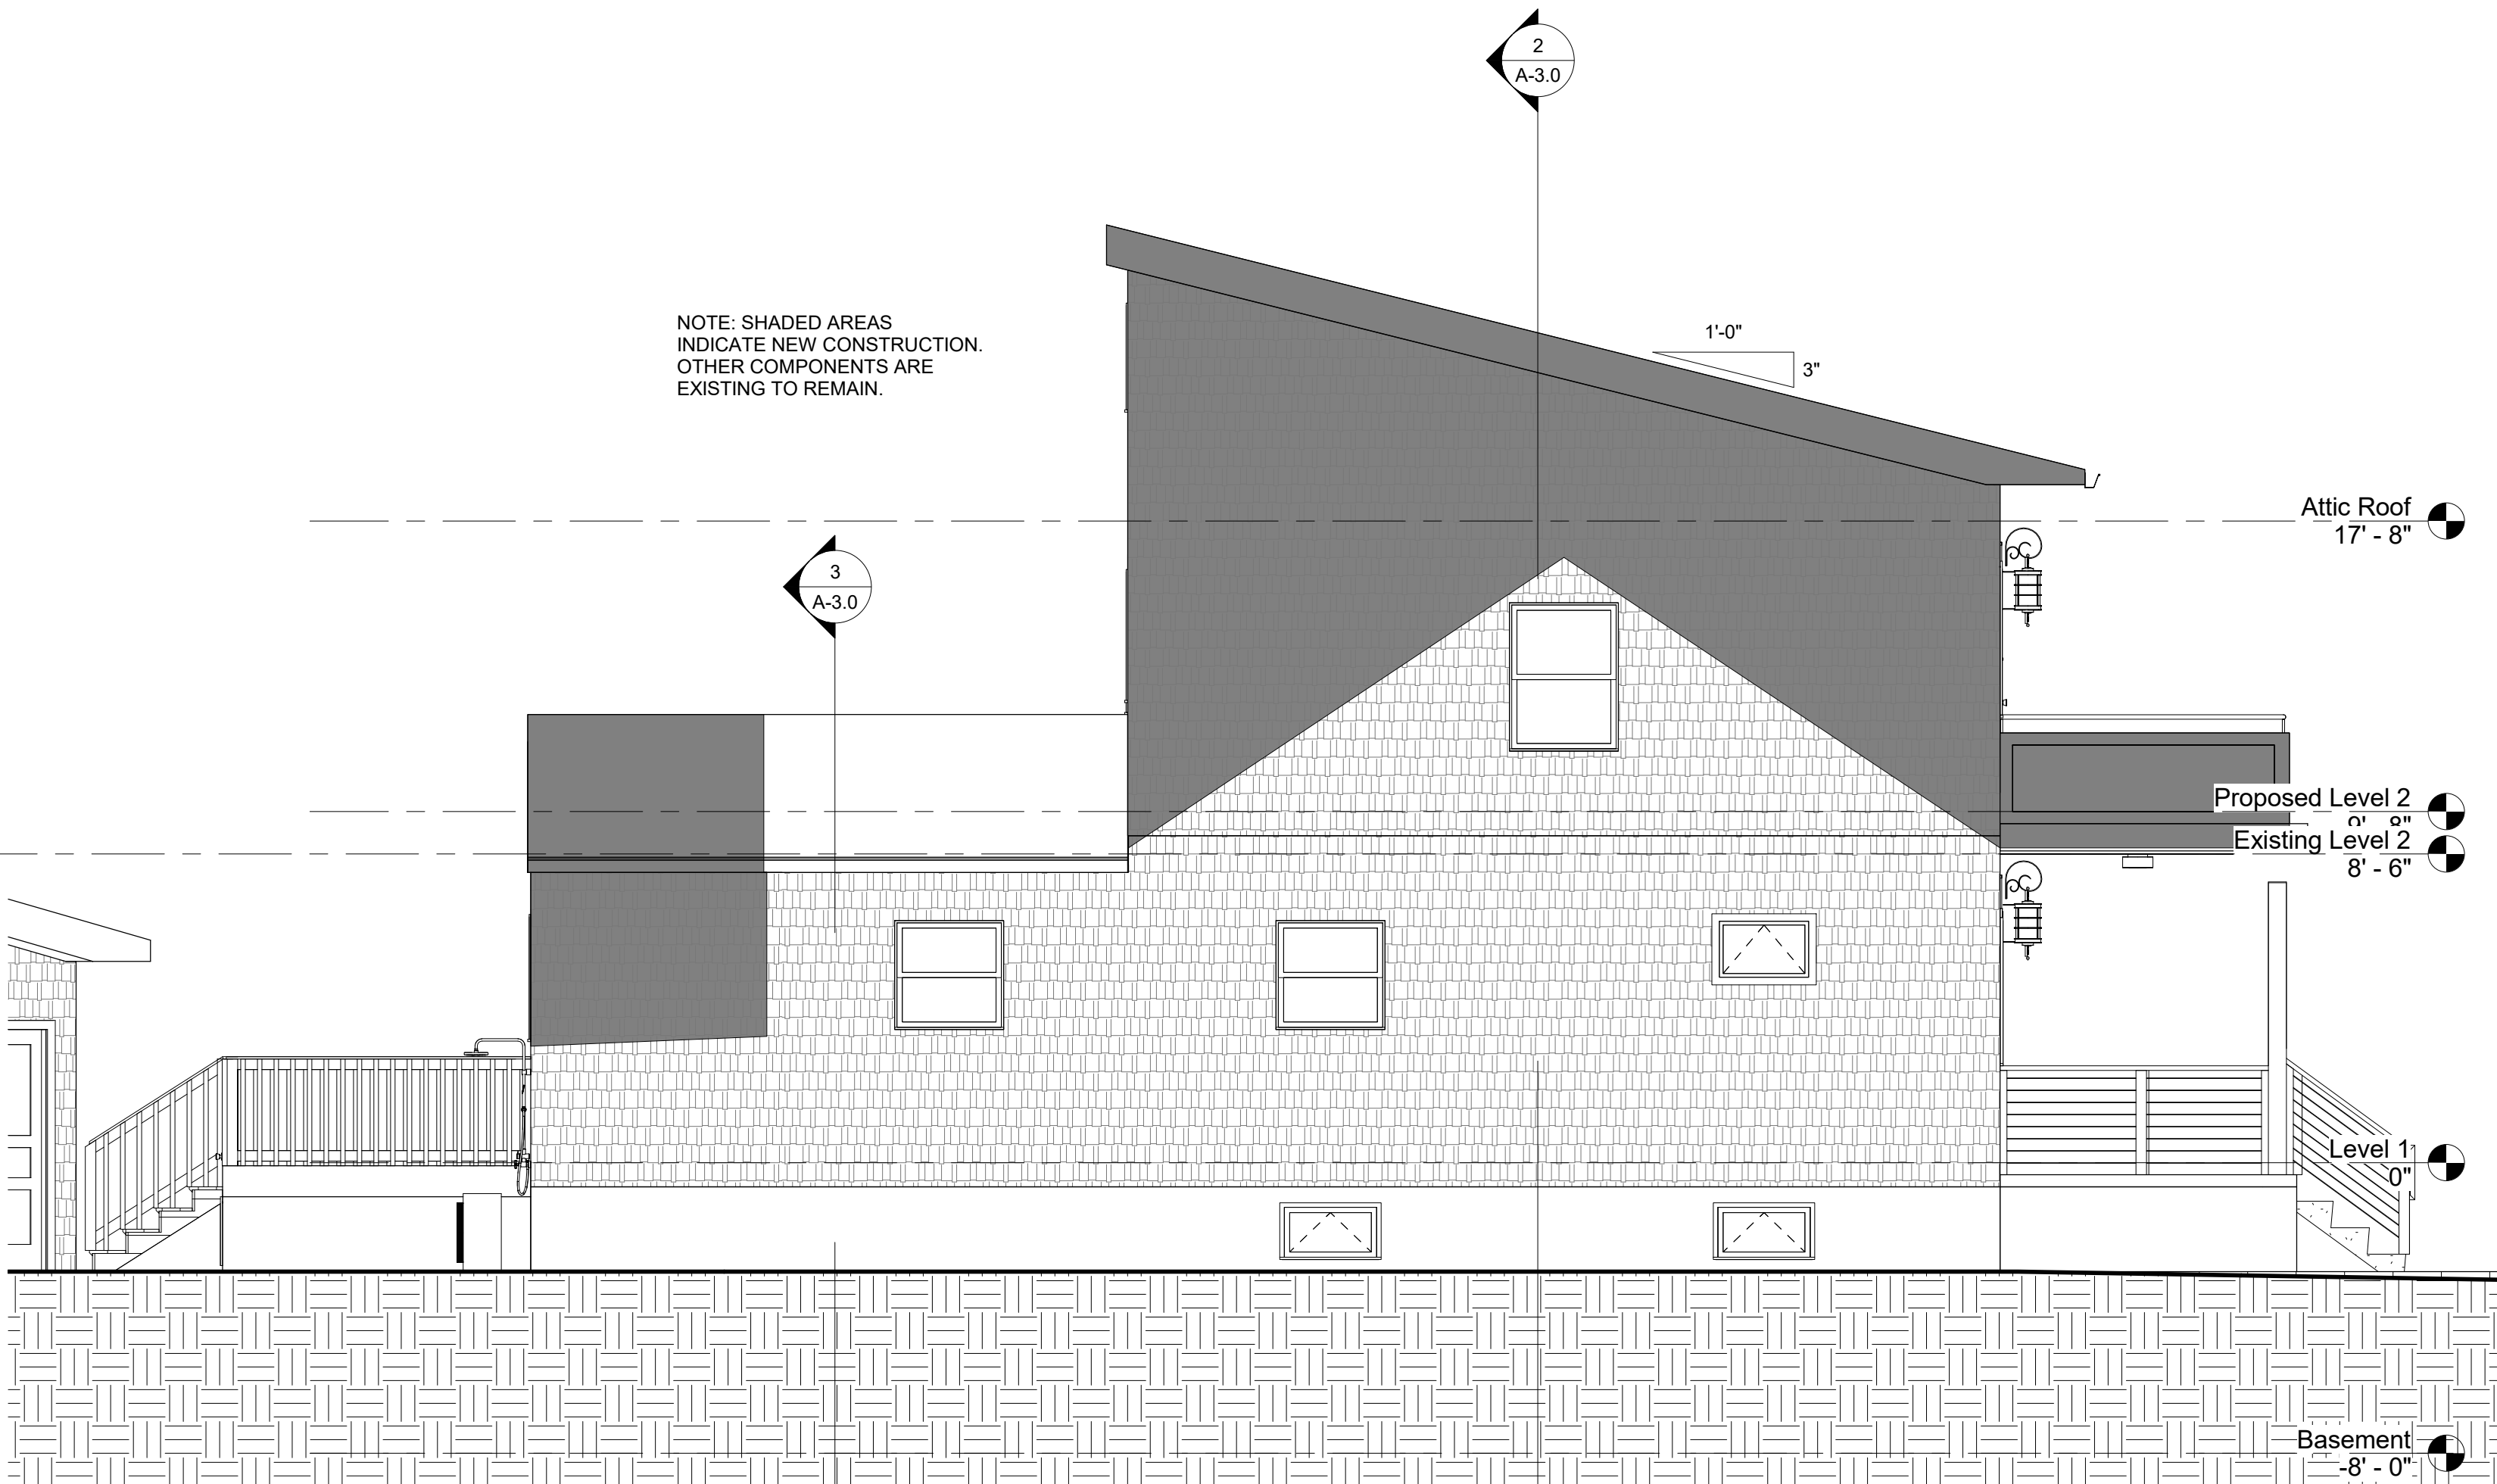 2
A-3.0
NOTE: SHADED AREAS
INDICATE NEW CONSTRUCTION.
OTHER COMPONENTS ARE
EXISTING TO REMAIN.
1'-0"
3"
Attic Roof
17' - 8"
3
A-3.0
Proposed Level 2
9' - 8"
Existing Level 2
8' - 6"
Level 1
0"
Basement
-8' - 0"